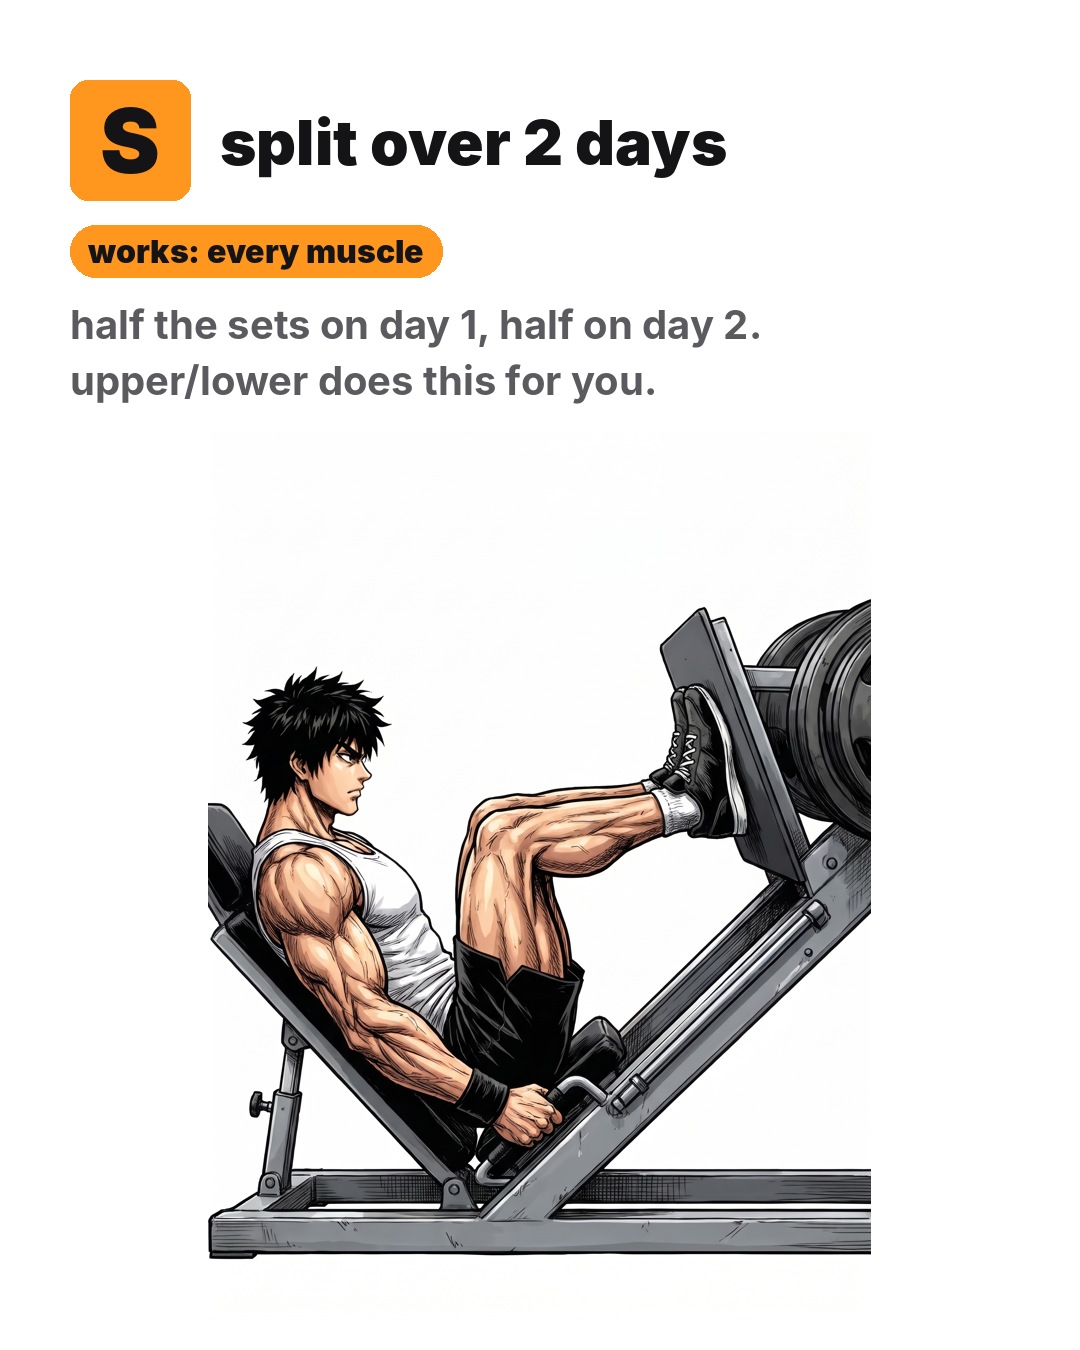 S
split over 2 days
works: every muscle
half the sets on day 1, half on day 2.
upper/lower does this for you.